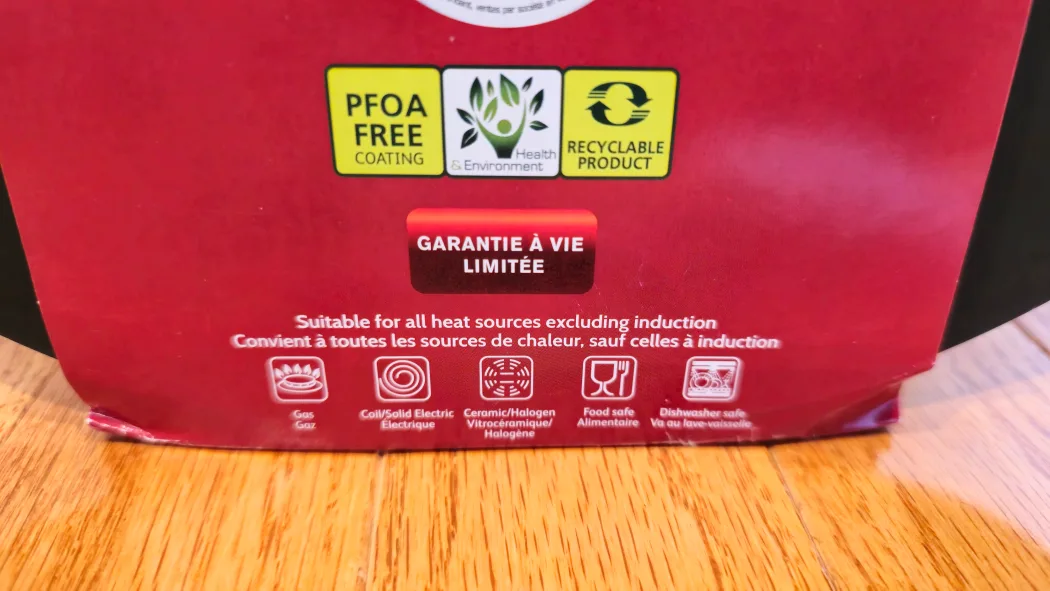 PFOA
FREE
COATING
Health
& Environment
RECYCLABLE
PRODUCT
GARANTIE À VIE
LIMITÉE
Suitable for all heat sources excluding induction
Convient à toutes les sources de chaleur, sauf celles à induction
Gas
Gaz
Coil/Solid Electric
Électrique
Ceramic/Halogen
Vitrocéramique/
Halogène
Food safe
Alimentaire
Dishwasher safe
Va au lave-vaisselle